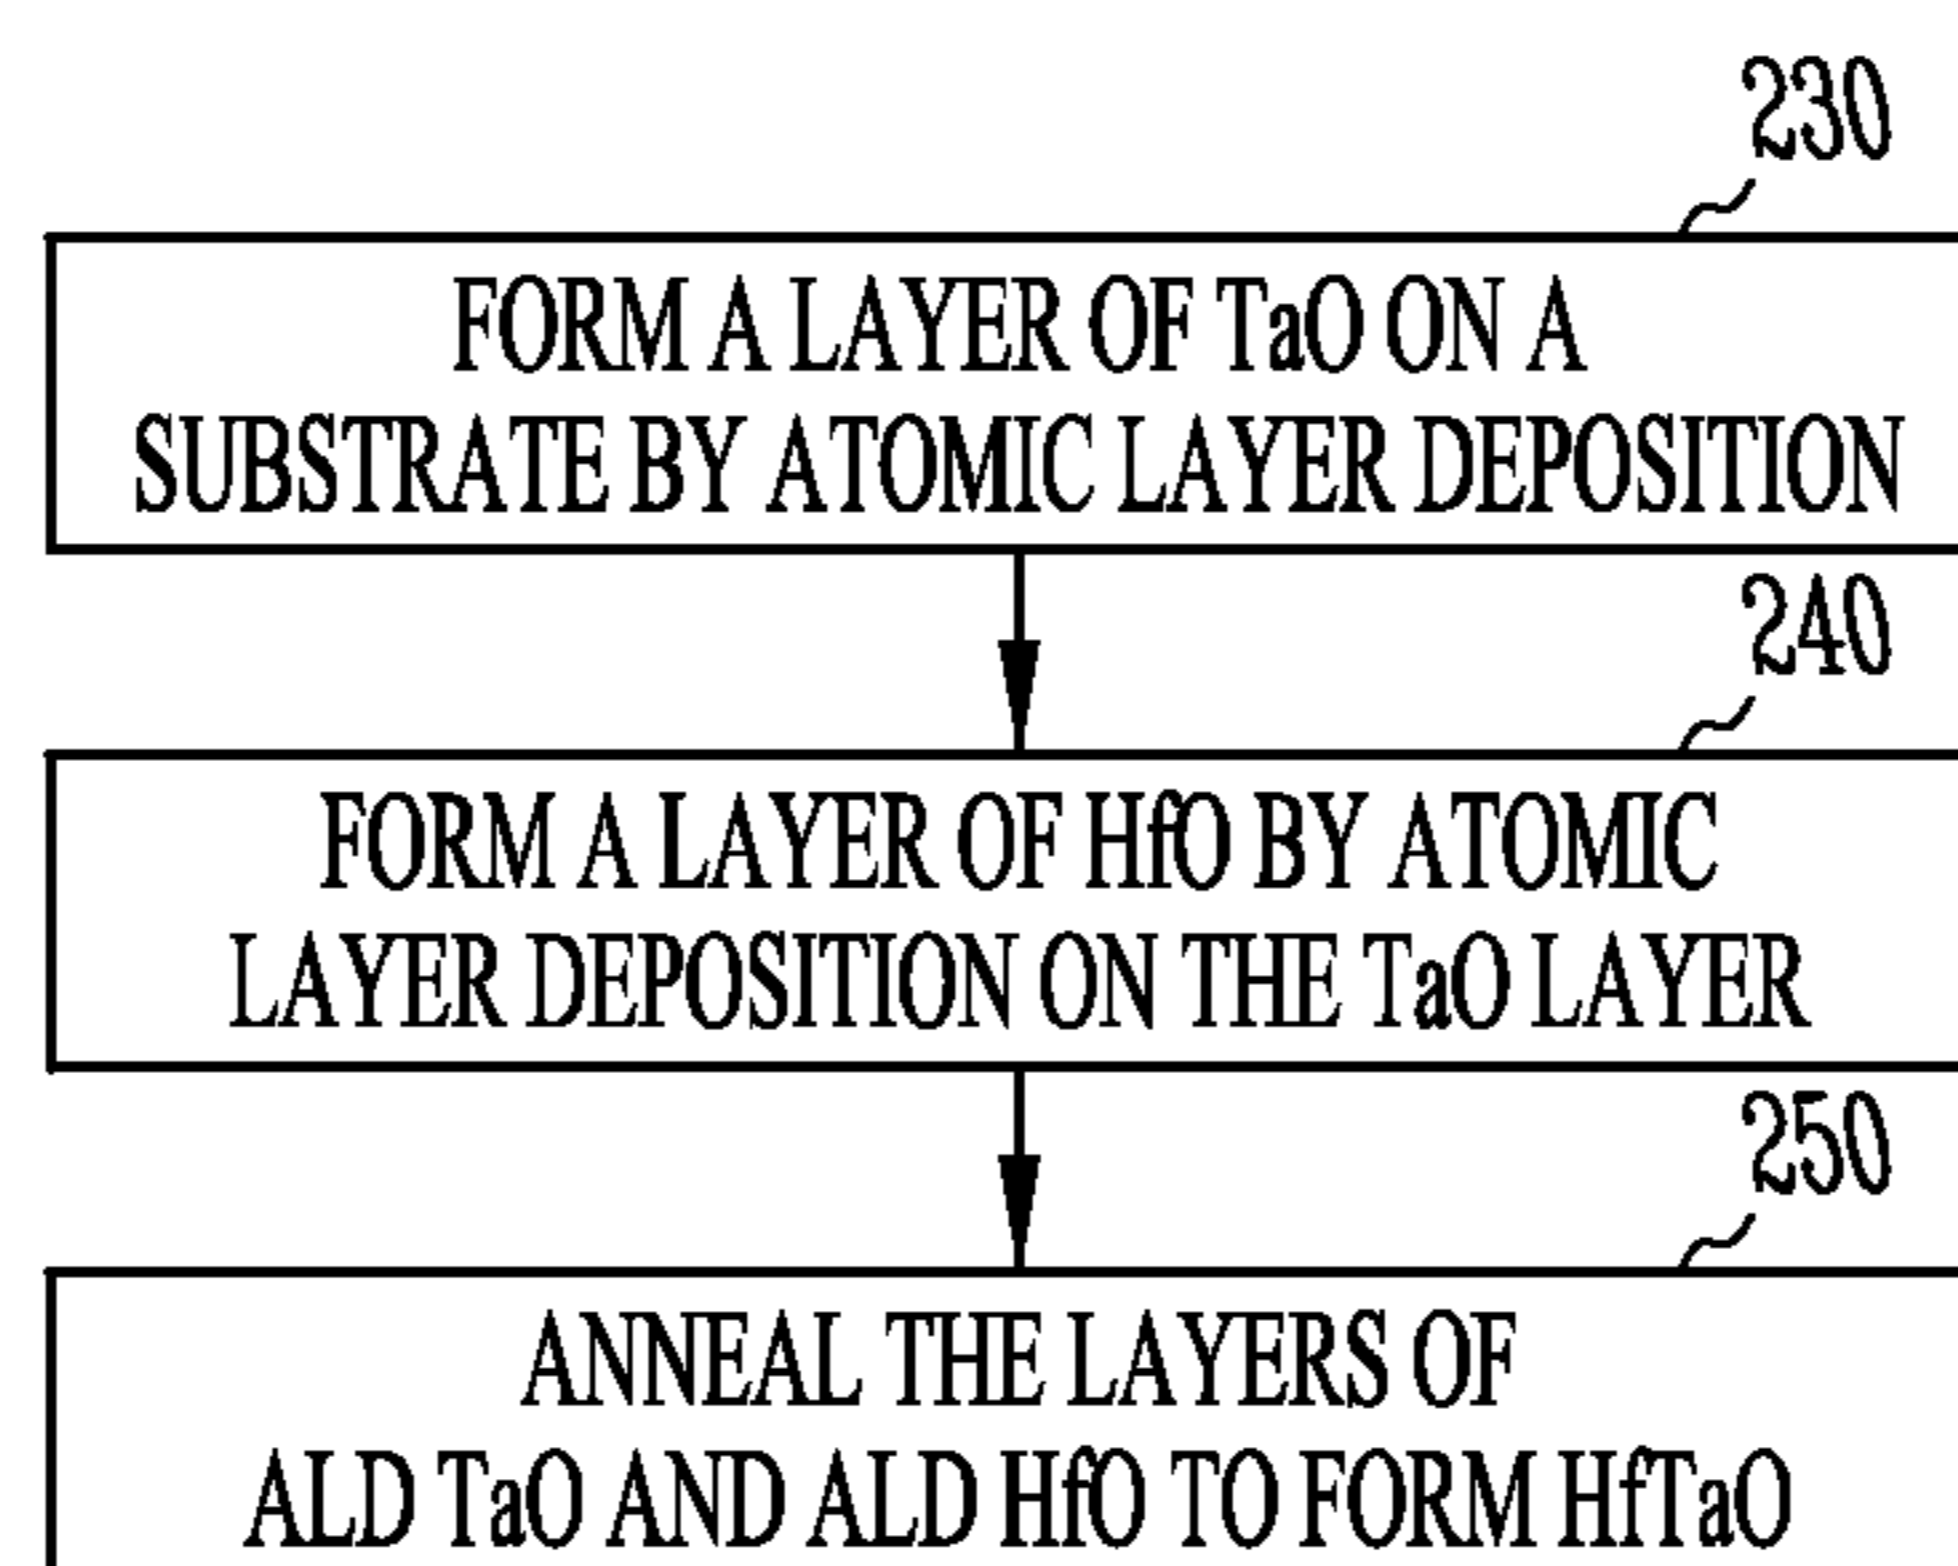 230
FORM A LAYER OF TaO ON A
SUBSTRATE BY ATOMIC LAYER DEPOSITION
240
FORM A LAYER OF HfO BY ATOMIC
LAYER DEPOSITION ON THE TaO LAYER
250
ANNEAL THE LAYERS OF
ALD TaO AND ALD HfO TO FORM HfTaO